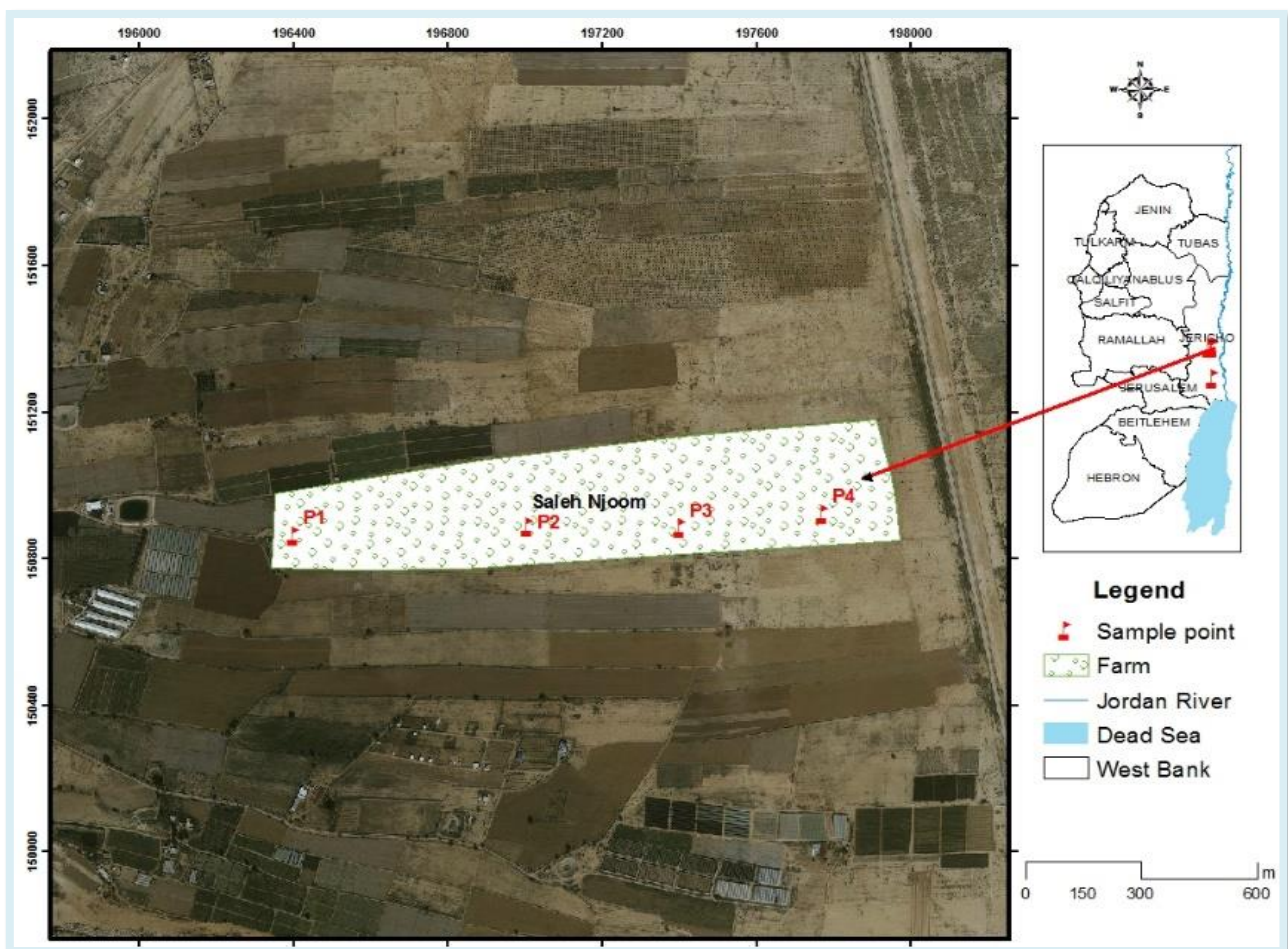 196000 196400 196800 197200 197600 198000
152000
151600
151200
150800
150400
150000
Saleh Njoom
P1
P2
P3
P4
N
W E
S
JENIN
TULKARM
TUBAS
QALQILIYANABLUS
SALFIT
RAMALLAH
JERICHO
JERUSALEM
BEITLEHEM
HEBRON
Legend
Sample point
Farm
Jordan River
Dead Sea
West Bank
m
0 150 300 600